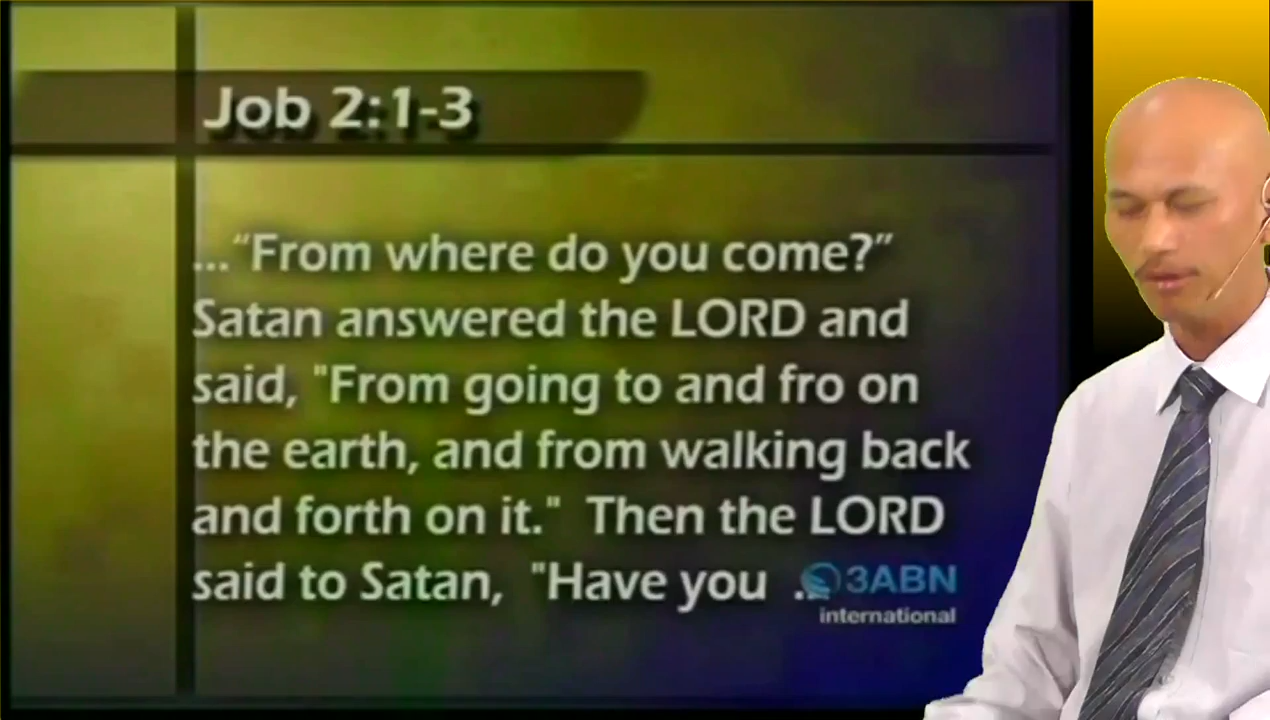 Job 2:1-3
...“From where do you come?”
Satan answered the LORD and
said, "From going to and fro on
the earth, and from walking back
and forth on it."  Then the LORD
said to Satan,  "Have you  ...
3ABN
international